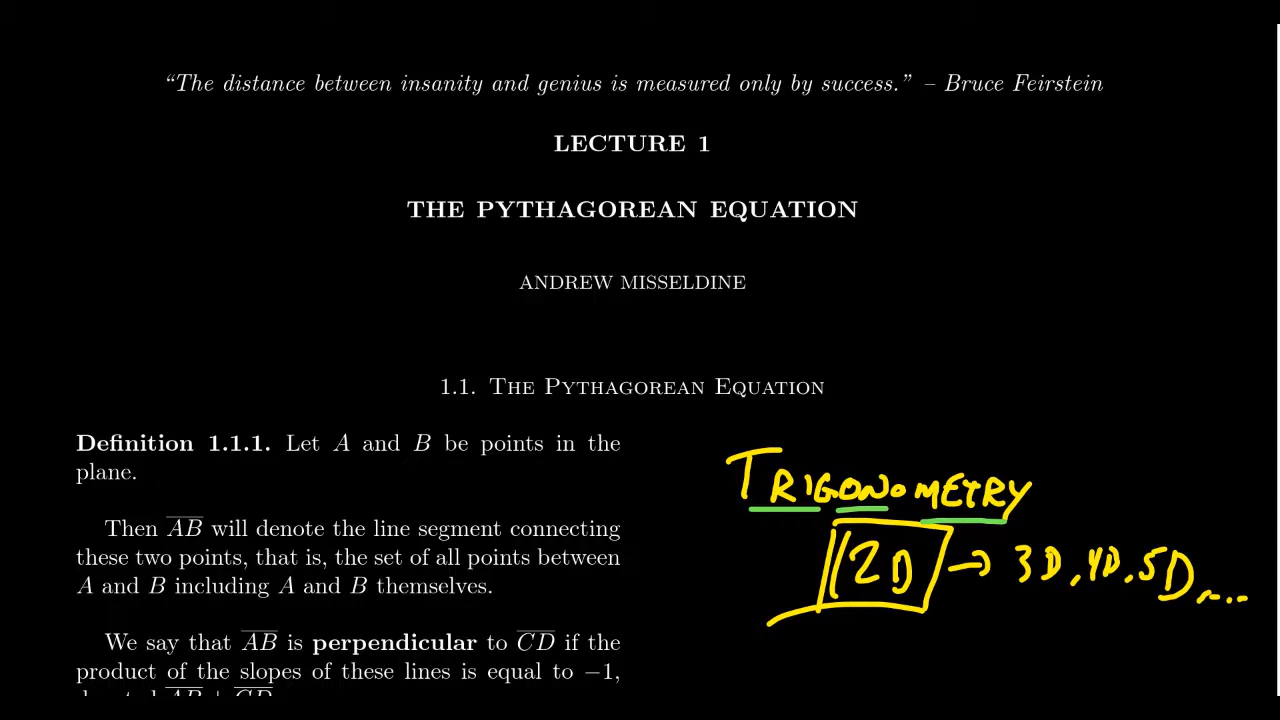 “The distance between insanity and genius is measured only by success.” – Bruce Feirstein
LECTURE 1
THE PYTHAGOREAN EQUATION
ANDREW MISSELDINE
1.1. THE PYTHAGOREAN EQUATION
Definition 1.1.1. Let A and B be points in the
plane.
Then A̅B̅ will denote the line segment connecting
these two points, that is, the set of all points between
A and B including A and B themselves.
We say that A̅B̅ is perpendicular to C̅D̅ if the
product of the slopes of these lines is equal to −1,
TRIGONOMETRY
2D → 3D, 4D, 5D, ...